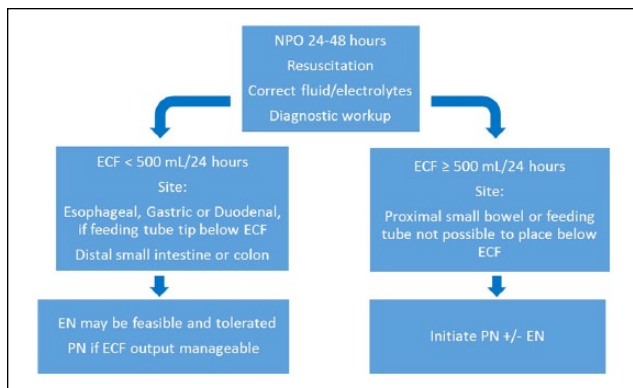 NPO 24-48 hours
Resuscitation
Correct fluid/electrolytes
Diagnostic workup
ECF < 500 mL/24 hours
Site:
Esophageal, Gastric or Duodenal,
if feeding tube tip below ECF
Distal small intestine or colon
ECF ≥ 500 mL/24 hours
Site:
Proximal small bowel or feeding
tube not possible to place below
ECF
EN may be feasible and tolerated
PN if ECF output manageable
Initiate PN +/- EN